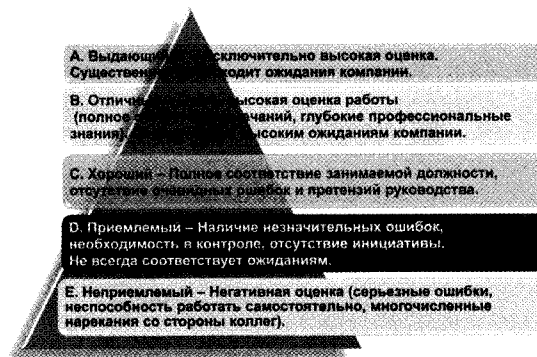 A. Выдающий исключительно высокая оценка.
Существен ходит ожидания компании.
B. Отличн высокая оценка работы
(полное чаний, глубокие профессиональные
знания) высоким ожиданиям компании.
C. Хороший – Полное соответствие занимаемой должности,
отсутствие очевидных ошибок и претензий руководства.
D. Приемлемый – Наличие незначительных ошибок,
необходимость в контроле, отсутствие инициативы.
Не всегда соответствует ожиданиям.
E. Неприемлемый – Негативная оценка (серьезные ошибки,
неспособность работать самостоятельно, многочисленные
нарекания со стороны коллег).